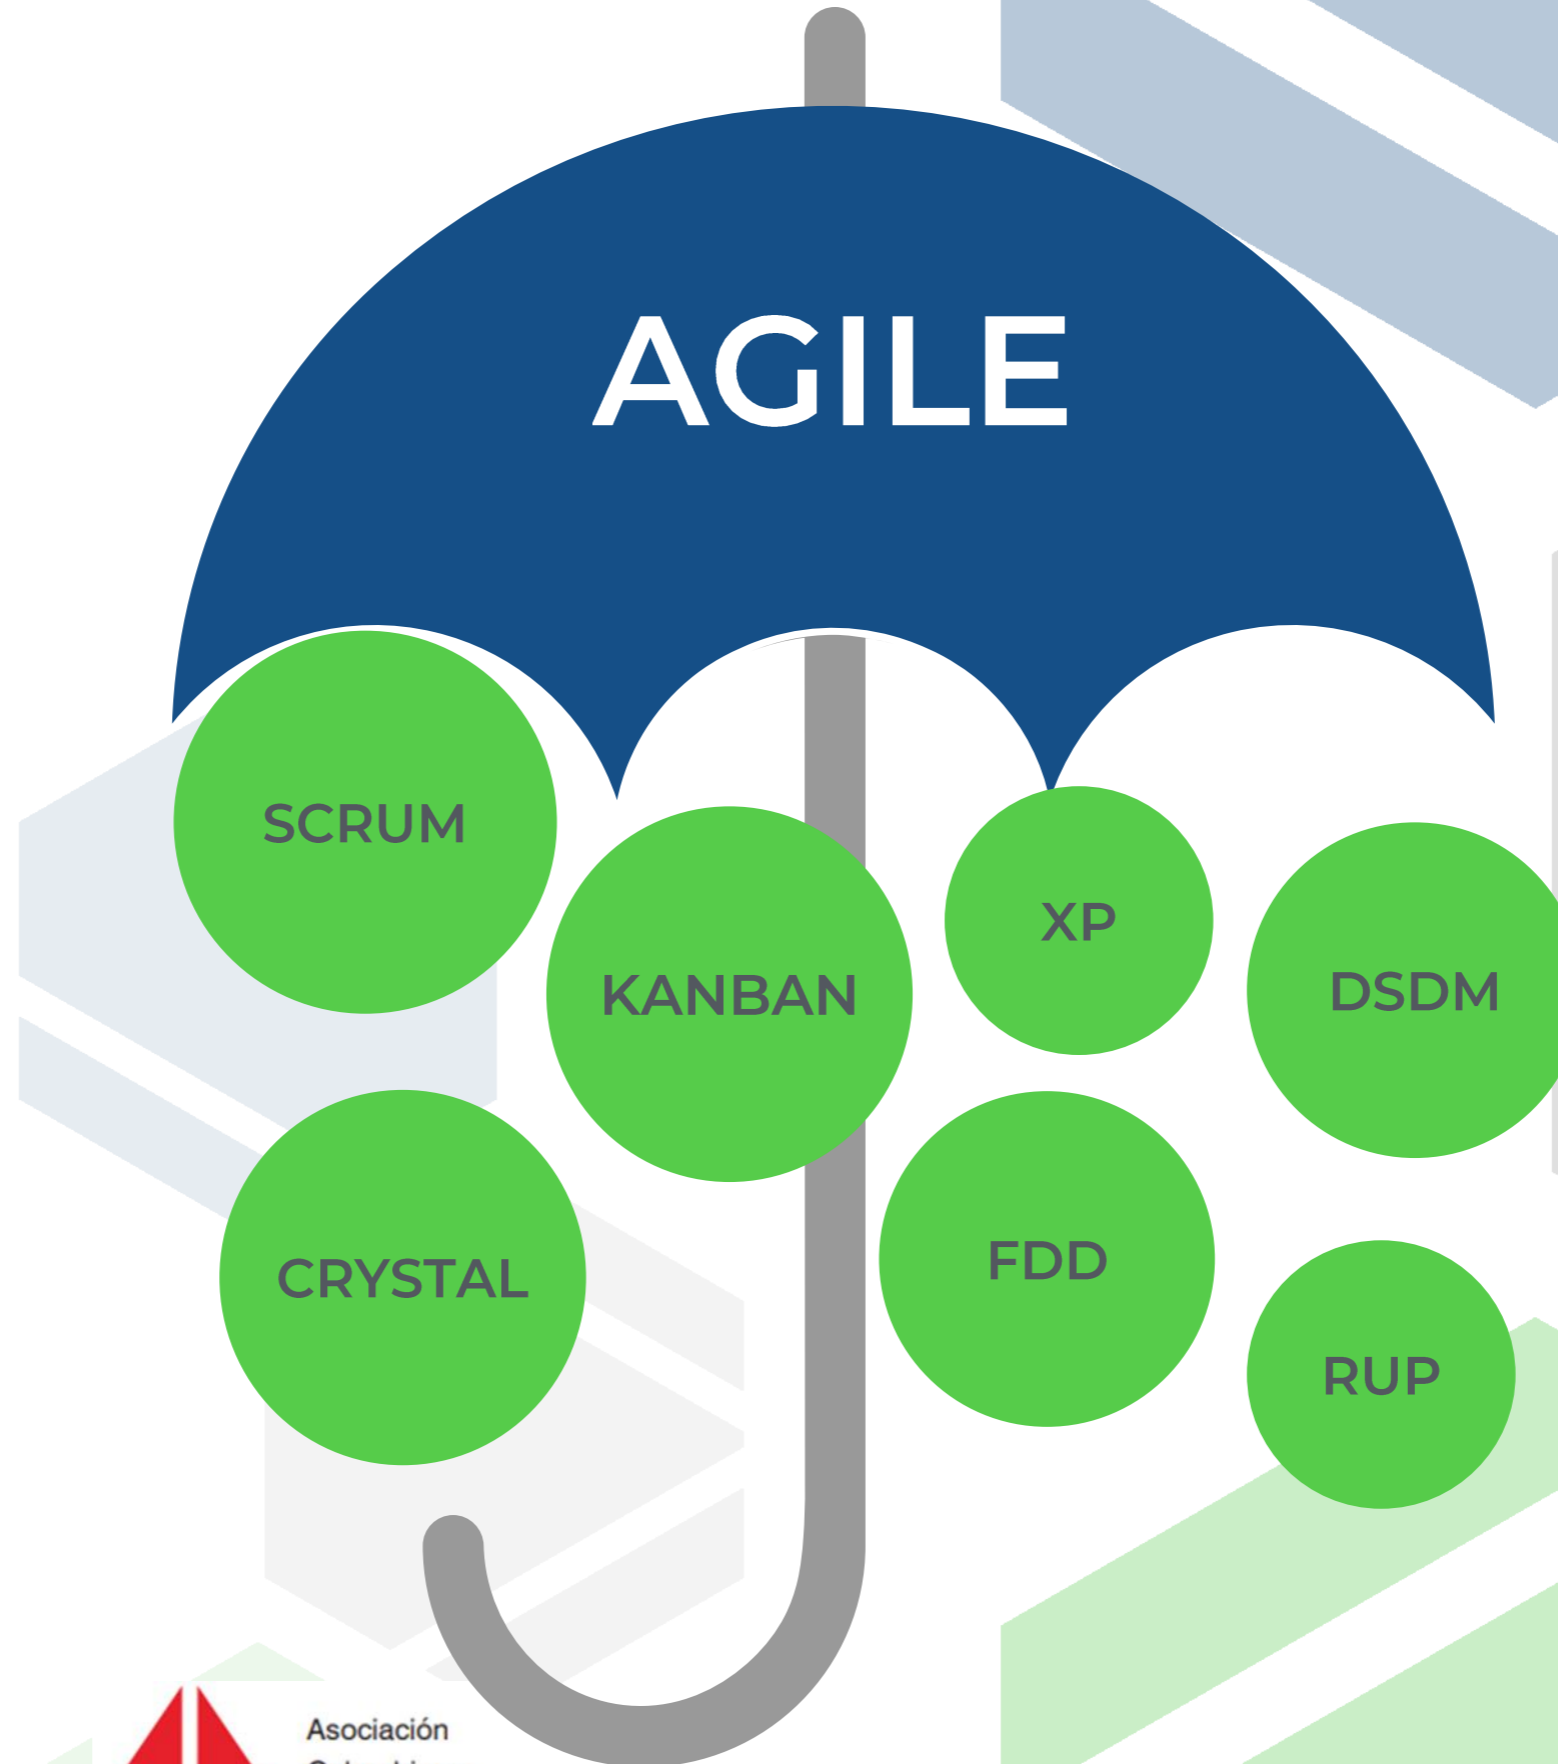 AGILE
SCRUM
KANBAN
XP
DSDM
CRYSTAL
FDD
RUP
Asociación